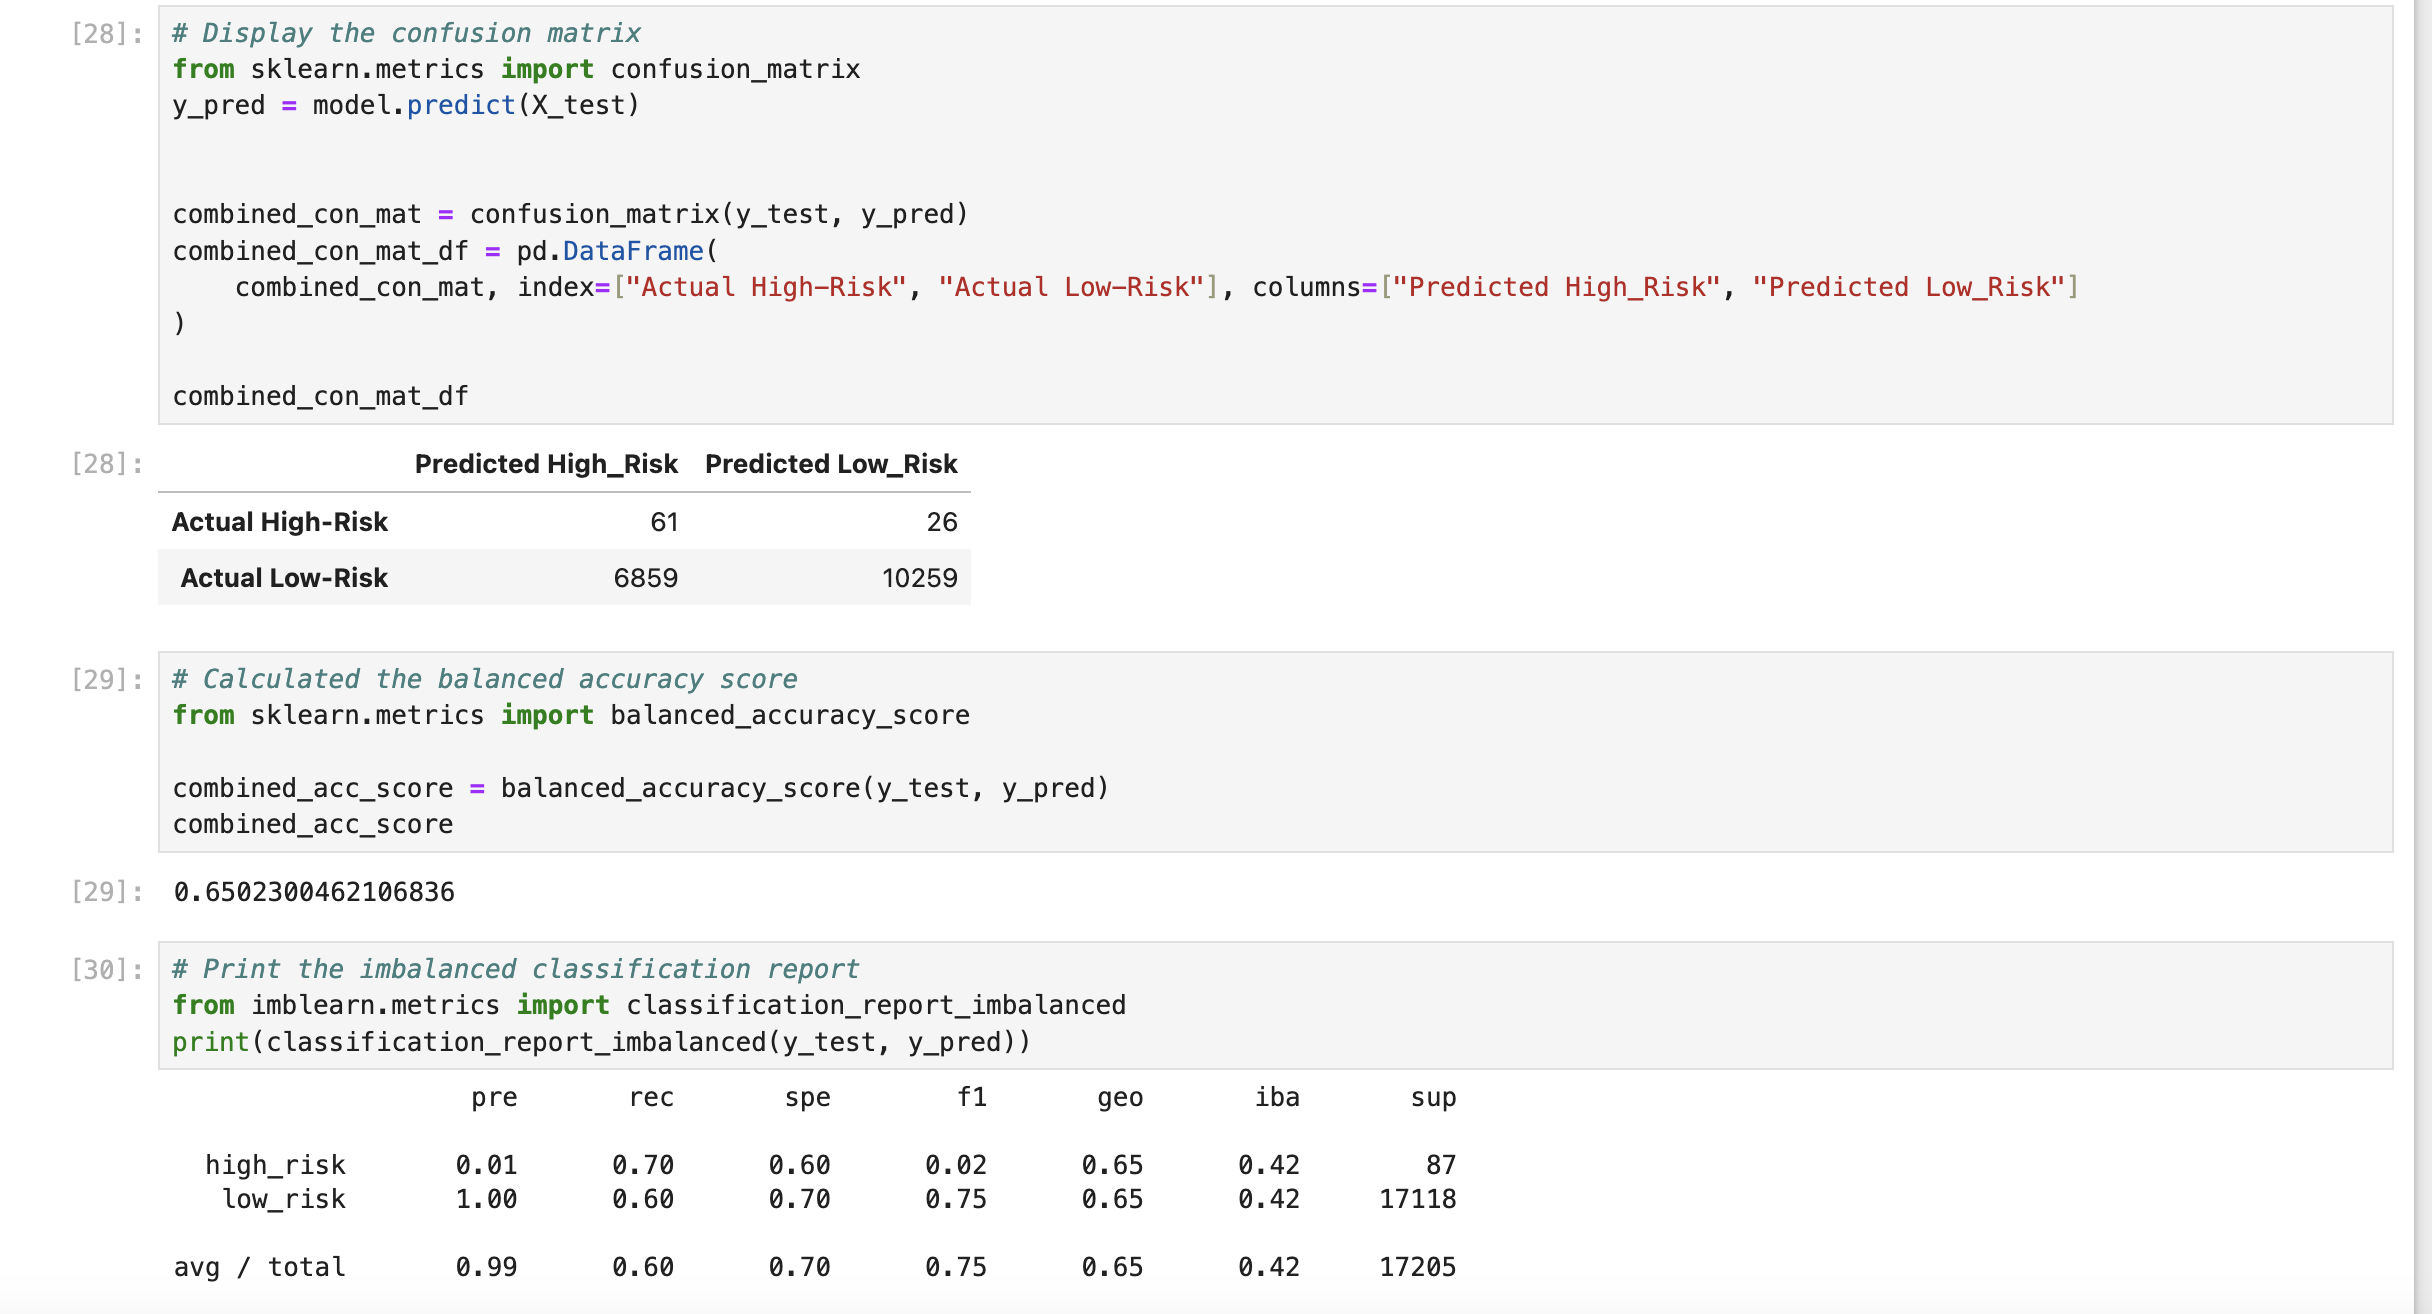 [28]: # Display the confusion matrix
from sklearn.metrics import confusion_matrix
y_pred = model.predict(X_test)
combined_con_mat = confusion_matrix(y_test, y_pred)
combined_con_mat_df = pd.DataFrame(
    combined_con_mat, index=["Actual High-Risk", "Actual Low-Risk"], columns=["Predicted High_Risk", "Predicted Low_Risk"]
)
combined_con_mat_df
[28]: Predicted High_Risk Predicted Low_Risk
Actual High-Risk 61 26
Actual Low-Risk 6859 10259
[29]: # Calculated the balanced accuracy score
from sklearn.metrics import balanced_accuracy_score
combined_acc_score = balanced_accuracy_score(y_test, y_pred)
combined_acc_score
[29]: 0.6502300462106836
[30]: # Print the imbalanced classification report
from imblearn.metrics import classification_report_imbalanced
print(classification_report_imbalanced(y_test, y_pred))
pre rec spe f1 geo iba sup
high_risk 0.01 0.70 0.60 0.02 0.65 0.42 87
low_risk 1.00 0.60 0.70 0.75 0.65 0.42 17118
avg / total 0.99 0.60 0.70 0.75 0.65 0.42 17205